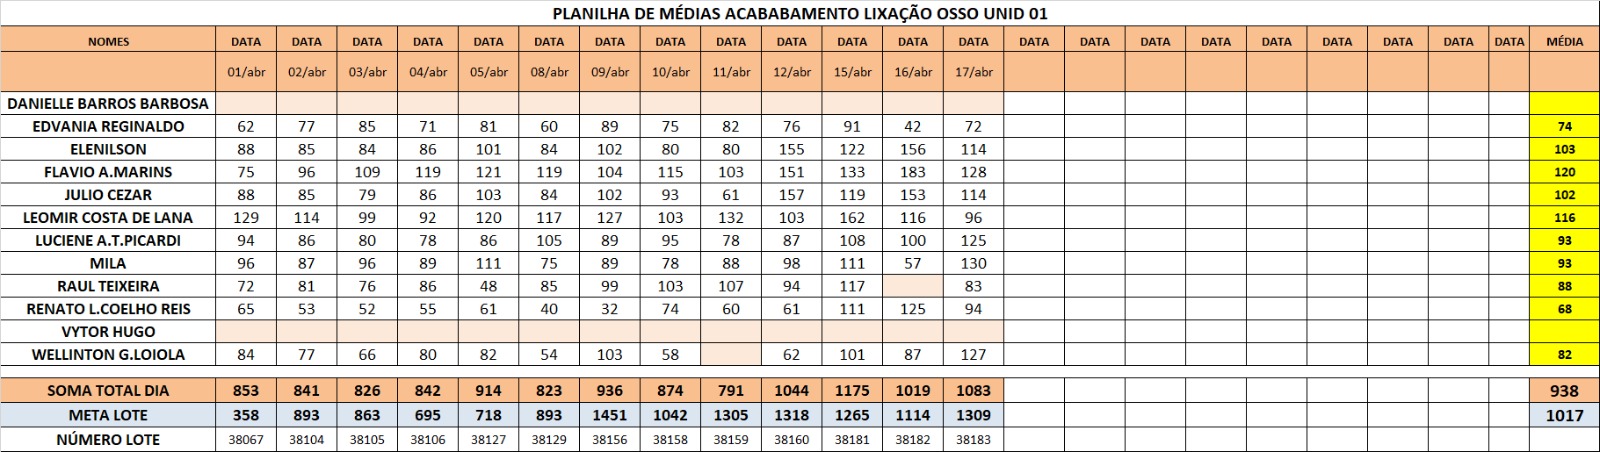 PLANILHA DE MÉDIAS ACABABAMENTO LIXAÇÃO OSSO UNID 01
NOMES DATA DATA DATA DATA DATA DATA DATA DATA DATA DATA DATA DATA DATA DATA DATA DATA DATA DATA DATA DATA DATA DATA MÉDIA
01/abr 02/abr 03/abr 04/abr 05/abr 08/abr 09/abr 10/abr 11/abr 12/abr 15/abr 16/abr 17/abr
DANIELLE BARROS BARBOSA
EDVANIA REGINALDO 62 77 85 71 81 60 89 75 82 76 91 42 72 74
ELENILSON 88 85 84 86 101 84 102 80 80 155 122 156 114 103
FLAVIO A.MARINS 75 96 109 119 121 119 104 115 103 151 133 183 128 120
JULIO CEZAR 88 85 79 86 103 84 102 93 61 157 119 153 114 102
LEOMIR COSTA DE LANA 129 114 99 92 120 117 127 103 132 103 162 116 96 116
LUCIENE A.T.PICARDI 94 86 80 78 86 105 89 95 78 87 108 100 125 93
MILA 96 87 96 89 111 75 89 78 88 98 111 57 130 93
RAUL TEIXEIRA 72 81 76 86 48 85 99 103 107 94 117 83 88
RENATO L.COELHO REIS 65 53 52 55 61 40 32 74 60 61 111 125 94 68
VYTOR HUGO
WELLINTON G.LOIOLA 84 77 66 80 82 54 103 58 62 101 87 127 82
SOMA TOTAL DIA 853 841 826 842 914 823 936 874 791 1044 1175 1019 1083 938
META LOTE 358 893 863 695 718 893 1451 1042 1305 1318 1265 1114 1309 1017
NÚMERO LOTE 38067 38104 38105 38106 38127 38129 38156 38158 38159 38160 38181 38182 38183